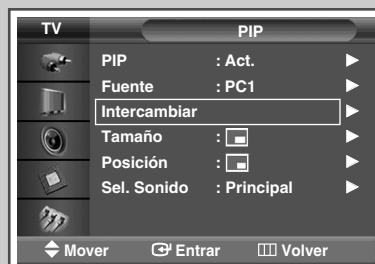 TV PIP
PIP : Act.
Fuente : PC1
Intercambiar
Tamaño :
Posición :
Sel. Sonido : Principal
Mover Entrar Volver